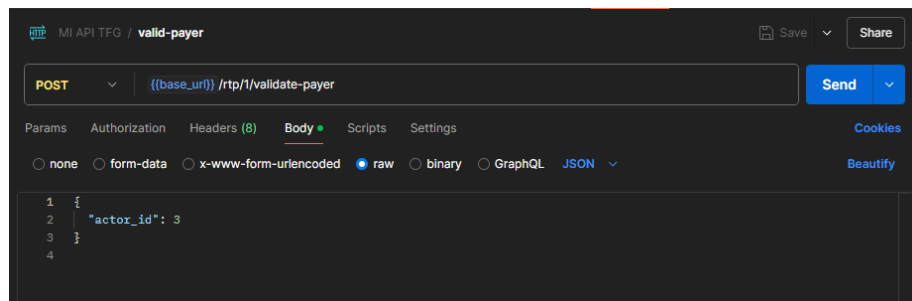 HTTP MI API TFG / valid-payer Save Share
POST {{base_url}} /rtp/1/validate-payer Send
Params Authorization Headers (8) Body Scripts Settings Cookies
none form-data x-www-form-urlencoded raw binary GraphQL JSON Beautify
1 {
2 "actor_id": 3
3 }
4